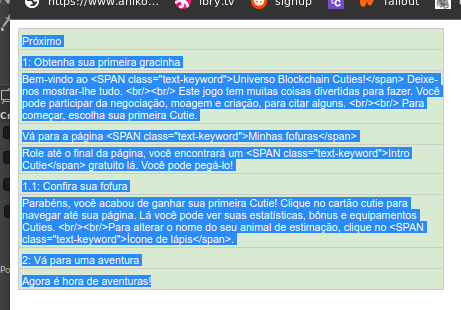 https://www.aniko...
lbry.tv
signup
fallout
Próximo
1: Obtenha sua primeira gracinha
Bem-vindo ao <SPAN class="text-keyword">Universo Blockchain Cuties!</span> Deixe-
nos mostrar-lhe tudo. <br/><br/> Este jogo tem muitas coisas divertidas para fazer. Você
pode participar da negociação, moagem e criação, para citar alguns. <br/><br/> Para
começar, escolha sua primeira Cutie.
Vá para a página <SPAN class="text-keyword">Minhas fofuras</span>
Role até o final da página, você encontrará um <SPAN class="text-keyword">Intro
Cutie</span> gratuito lá. Você pode pegá-lo!
1.1: Confira sua fofura
Parabéns, você acabou de ganhar sua primeira Cutie! Clique no cartão cutie para
navegar até sua página. Lá você pode ver suas estatísticas, bônus e equipamentos
Cuties. <br/><br/>Para alterar o nome do seu animal de estimação, clique no <SPAN
class="text-keyword">Ícone de lápis</span>.
2: Vá para uma aventura
Agora é hora de aventuras!